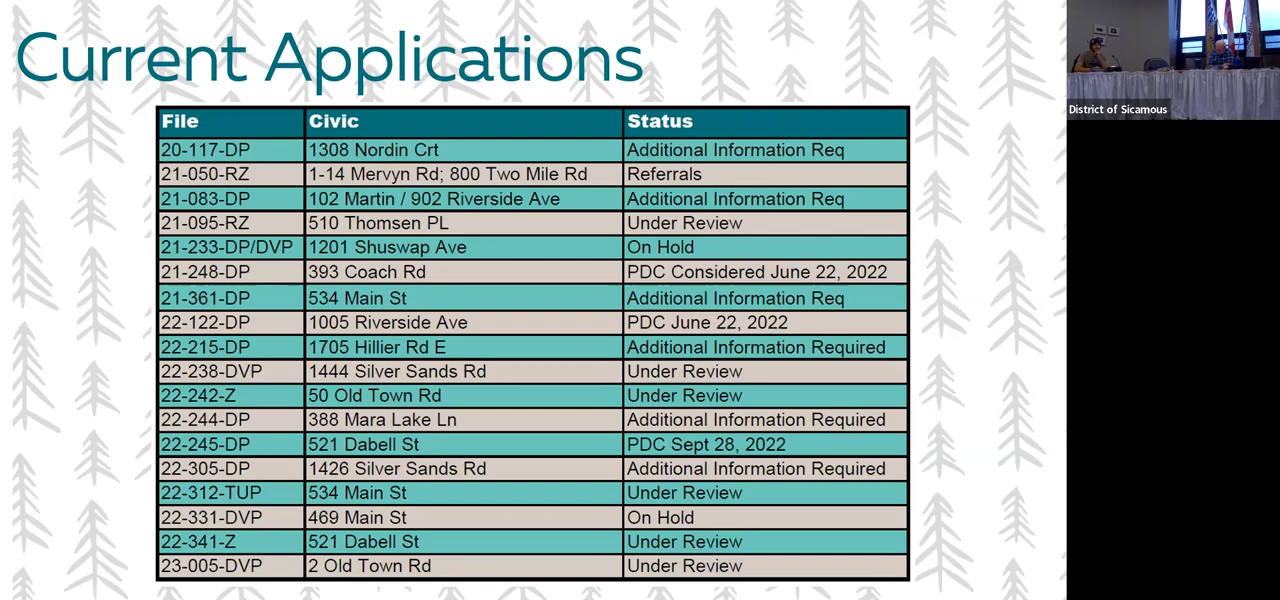 Current Applications
File Civic Status
20-117-DP 1308 Nordin Crt Additional Information Req
21-050-RZ 1-14 Mervyn Rd; 800 Two Mile Rd Referrals
21-083-DP 102 Martin / 902 Riverside Ave Additional Information Req
21-095-RZ 510 Thomsen PL Under Review
21-233-DP/DVP 1201 Shuswap Ave On Hold
21-248-DP 393 Coach Rd PDC Considered June 22, 2022
21-361-DP 534 Main St Additional Information Req
22-122-DP 1005 Riverside Ave PDC June 22, 2022
22-215-DP 1705 Hillier Rd E Additional Information Required
22-238-DVP 1444 Silver Sands Rd Under Review
22-242-Z 50 Old Town Rd Under Review
22-244-DP 388 Mara Lake Ln Additional Information Required
22-245-DP 521 Dabell St PDC Sept 28, 2022
22-305-DP 1426 Silver Sands Rd Additional Information Required
22-312-TUP 534 Main St Under Review
22-331-DVP 469 Main St On Hold
22-341-Z 521 Dabell St Under Review
23-005-DVP 2 Old Town Rd Under Review
District of Sicamous